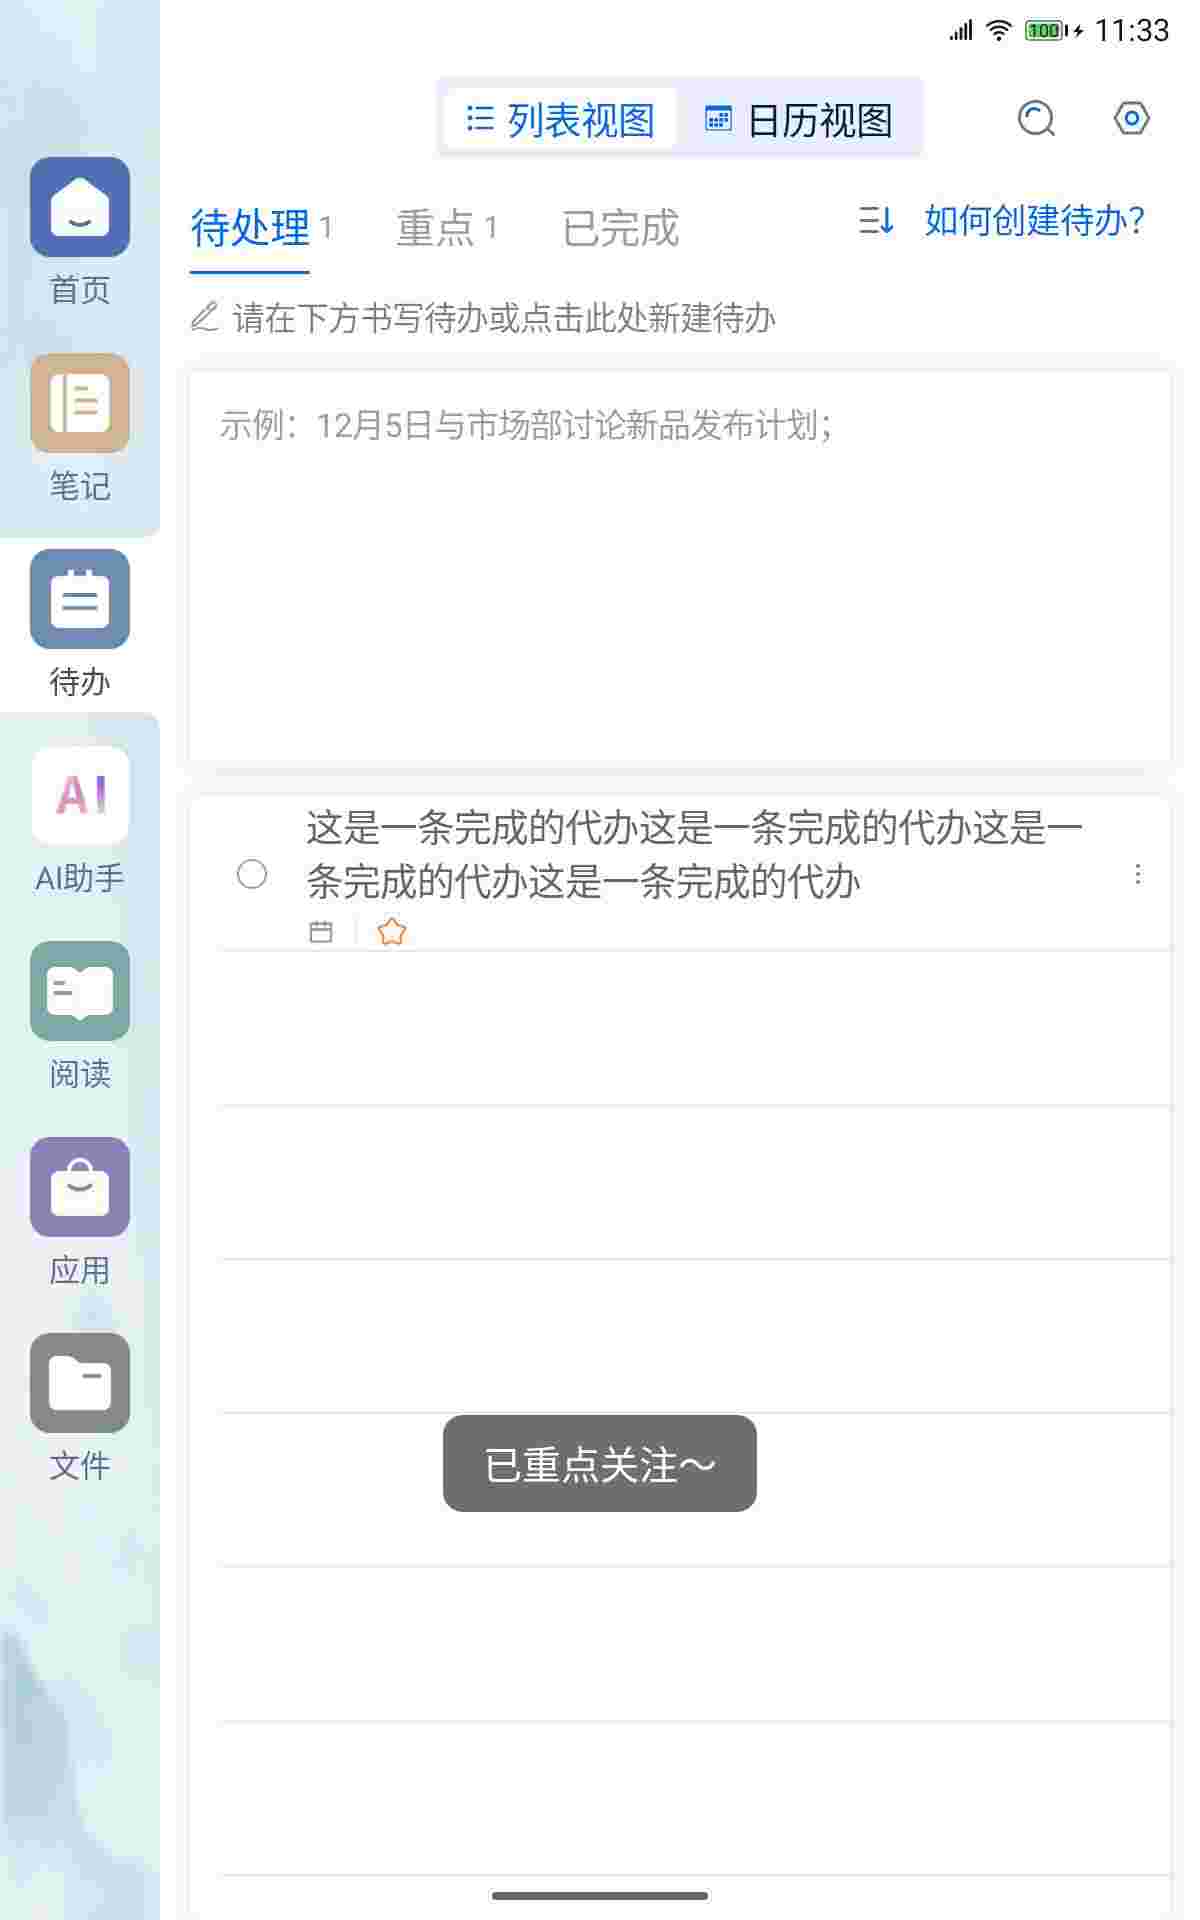 100 11:33
列表视图 日历视图
待处理 1 重点 1 已完成 如何创建待办?
请在下方书写待办或点击此处新建待办
示例：12月5日与市场部讨论新品发布计划；
这是一条完成的代办这是一条完成的代办这是一
条完成的代办这是一条完成的代办
已重点关注～
首页
笔记
待办
AI
AI助手
阅读
应用
文件